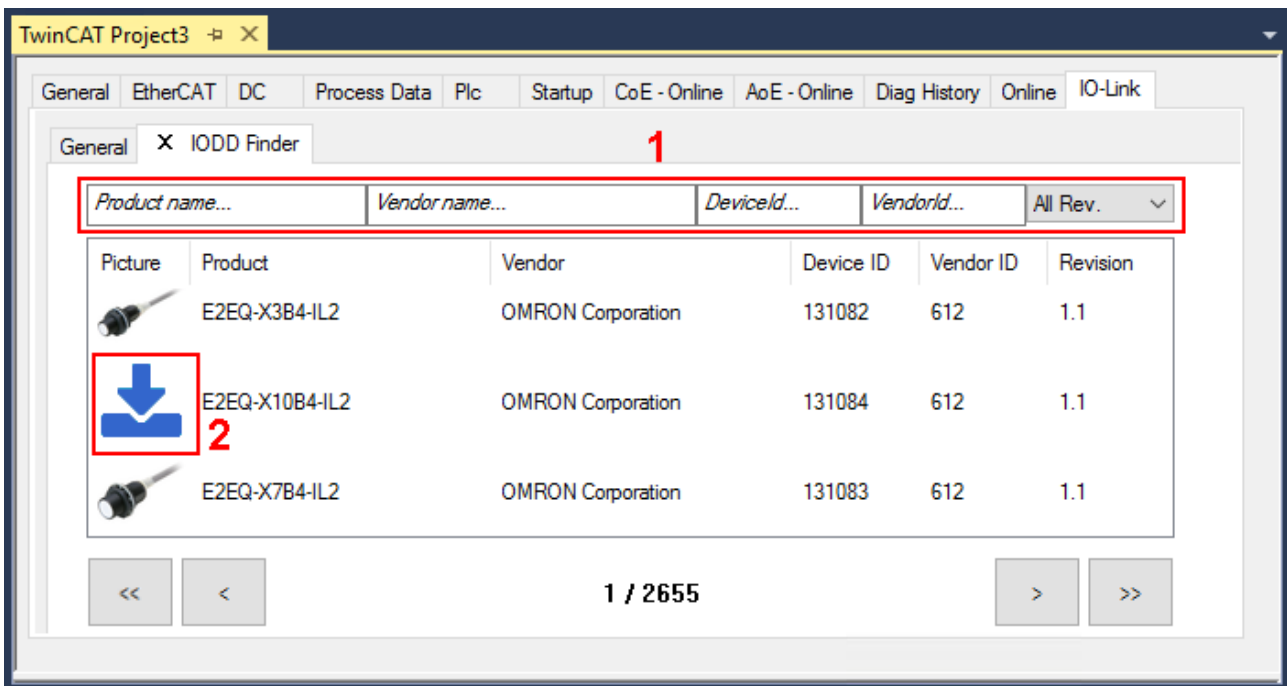 TwinCAT Project3
General EtherCAT DC Process Data Plc Startup CoE - Online AoE - Online Diag History Online IO-Link
General X IODD Finder
1
Product name... Vendor name... DeviceId... VendorId... All Rev.
Picture Product Vendor Device ID Vendor ID Revision
E2EQ-X3B4-IL2 OMRON Corporation 131082 612 1.1
E2EQ-X10B4-IL2 OMRON Corporation 131084 612 1.1
2
E2EQ-X7B4-IL2 OMRON Corporation 131083 612 1.1
<< < 1 / 2655 > >>